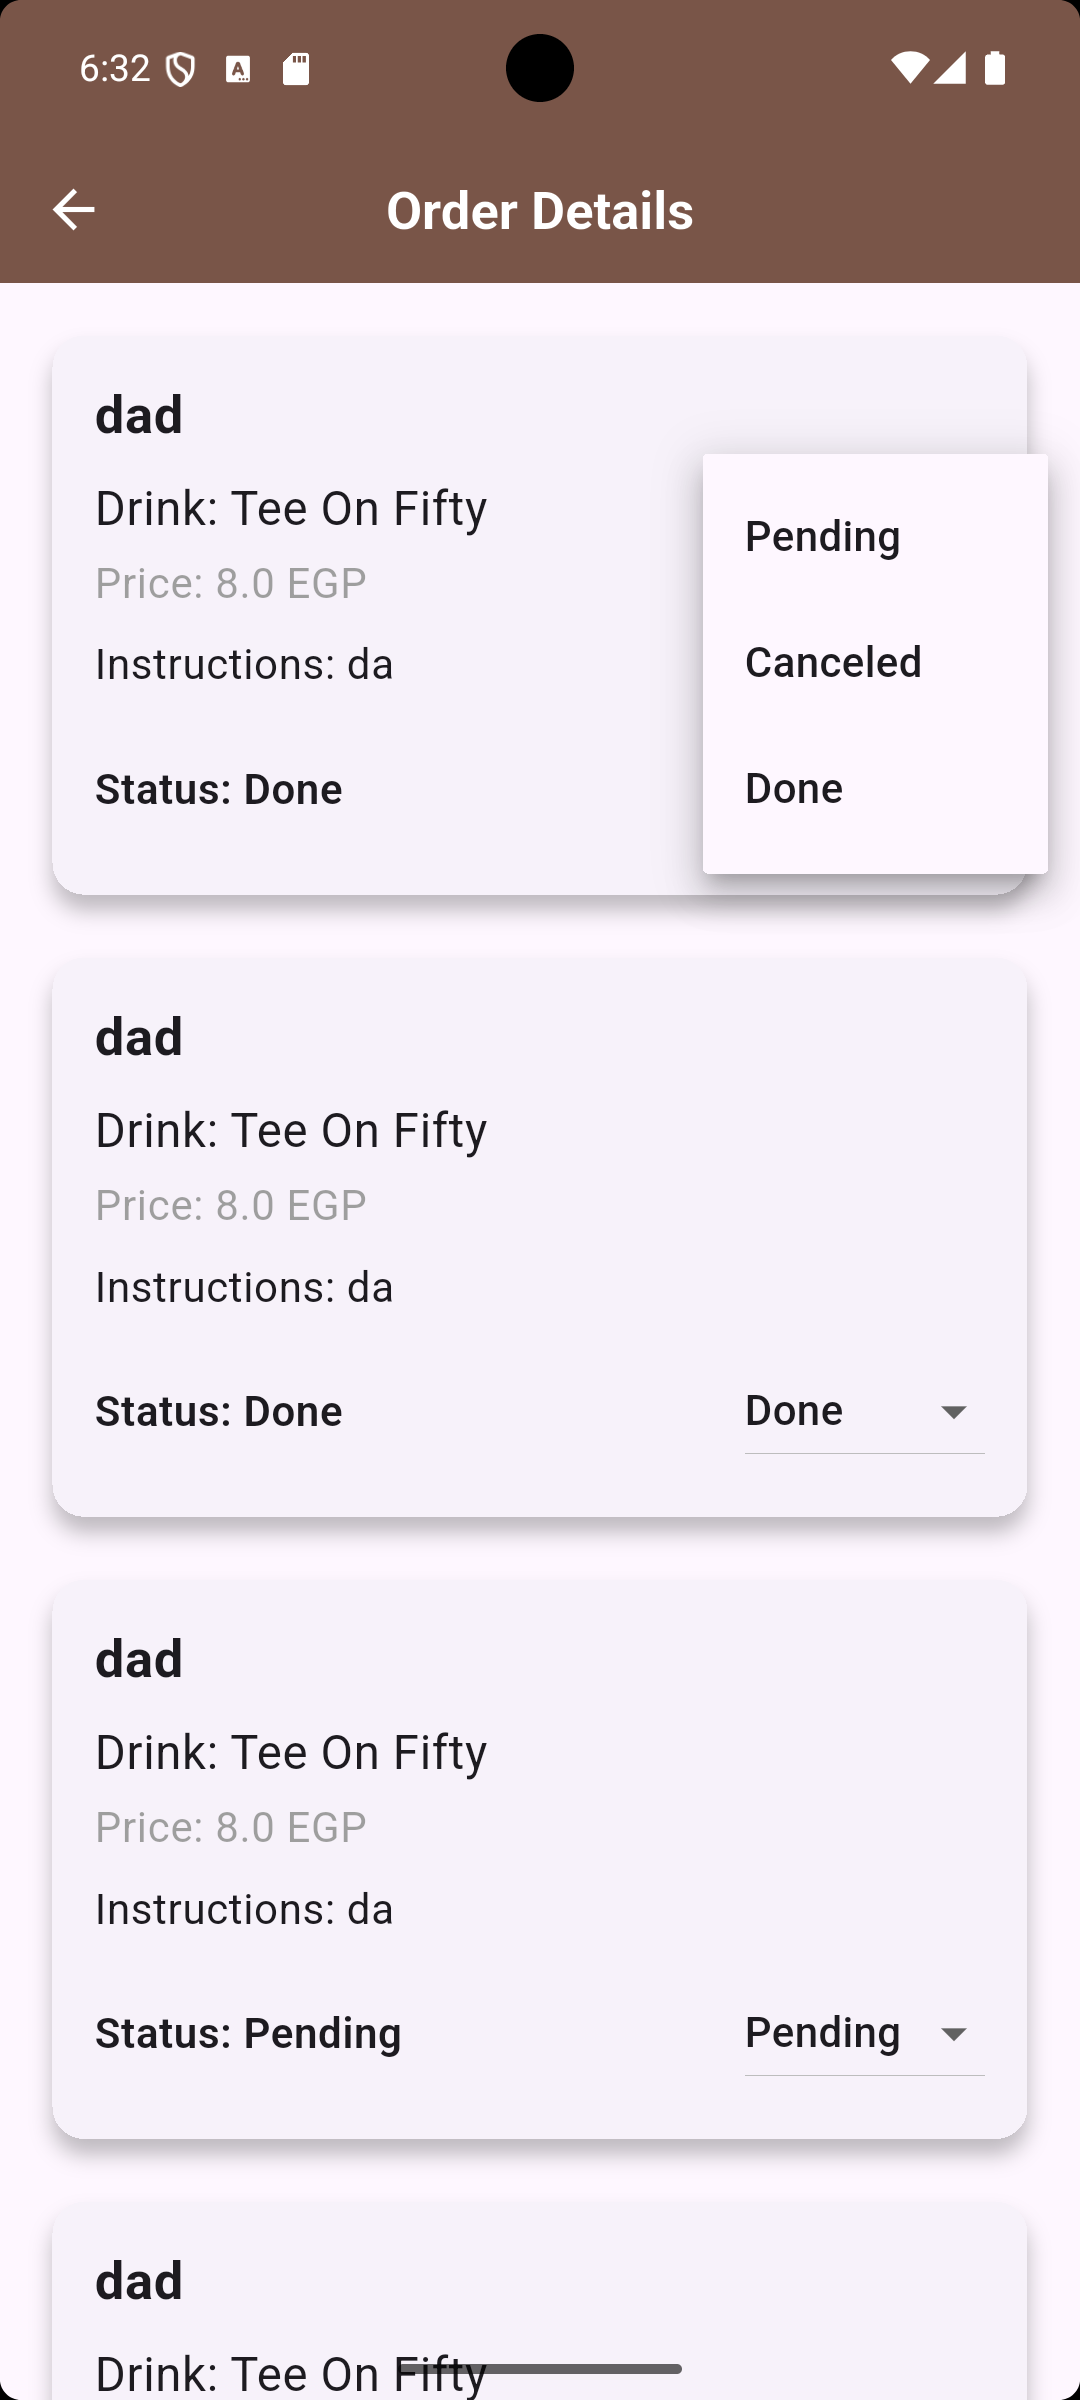 6:32
Order Details
dad
Drink: Tee On Fifty
Price: 8.0 EGP
Instructions: da
Status: Done
Pending
Canceled
Done
dad
Drink: Tee On Fifty
Price: 8.0 EGP
Instructions: da
Status: Done
Done
dad
Drink: Tee On Fifty
Price: 8.0 EGP
Instructions: da
Status: Pending
Pending
dad
Drink: Tee On Fifty